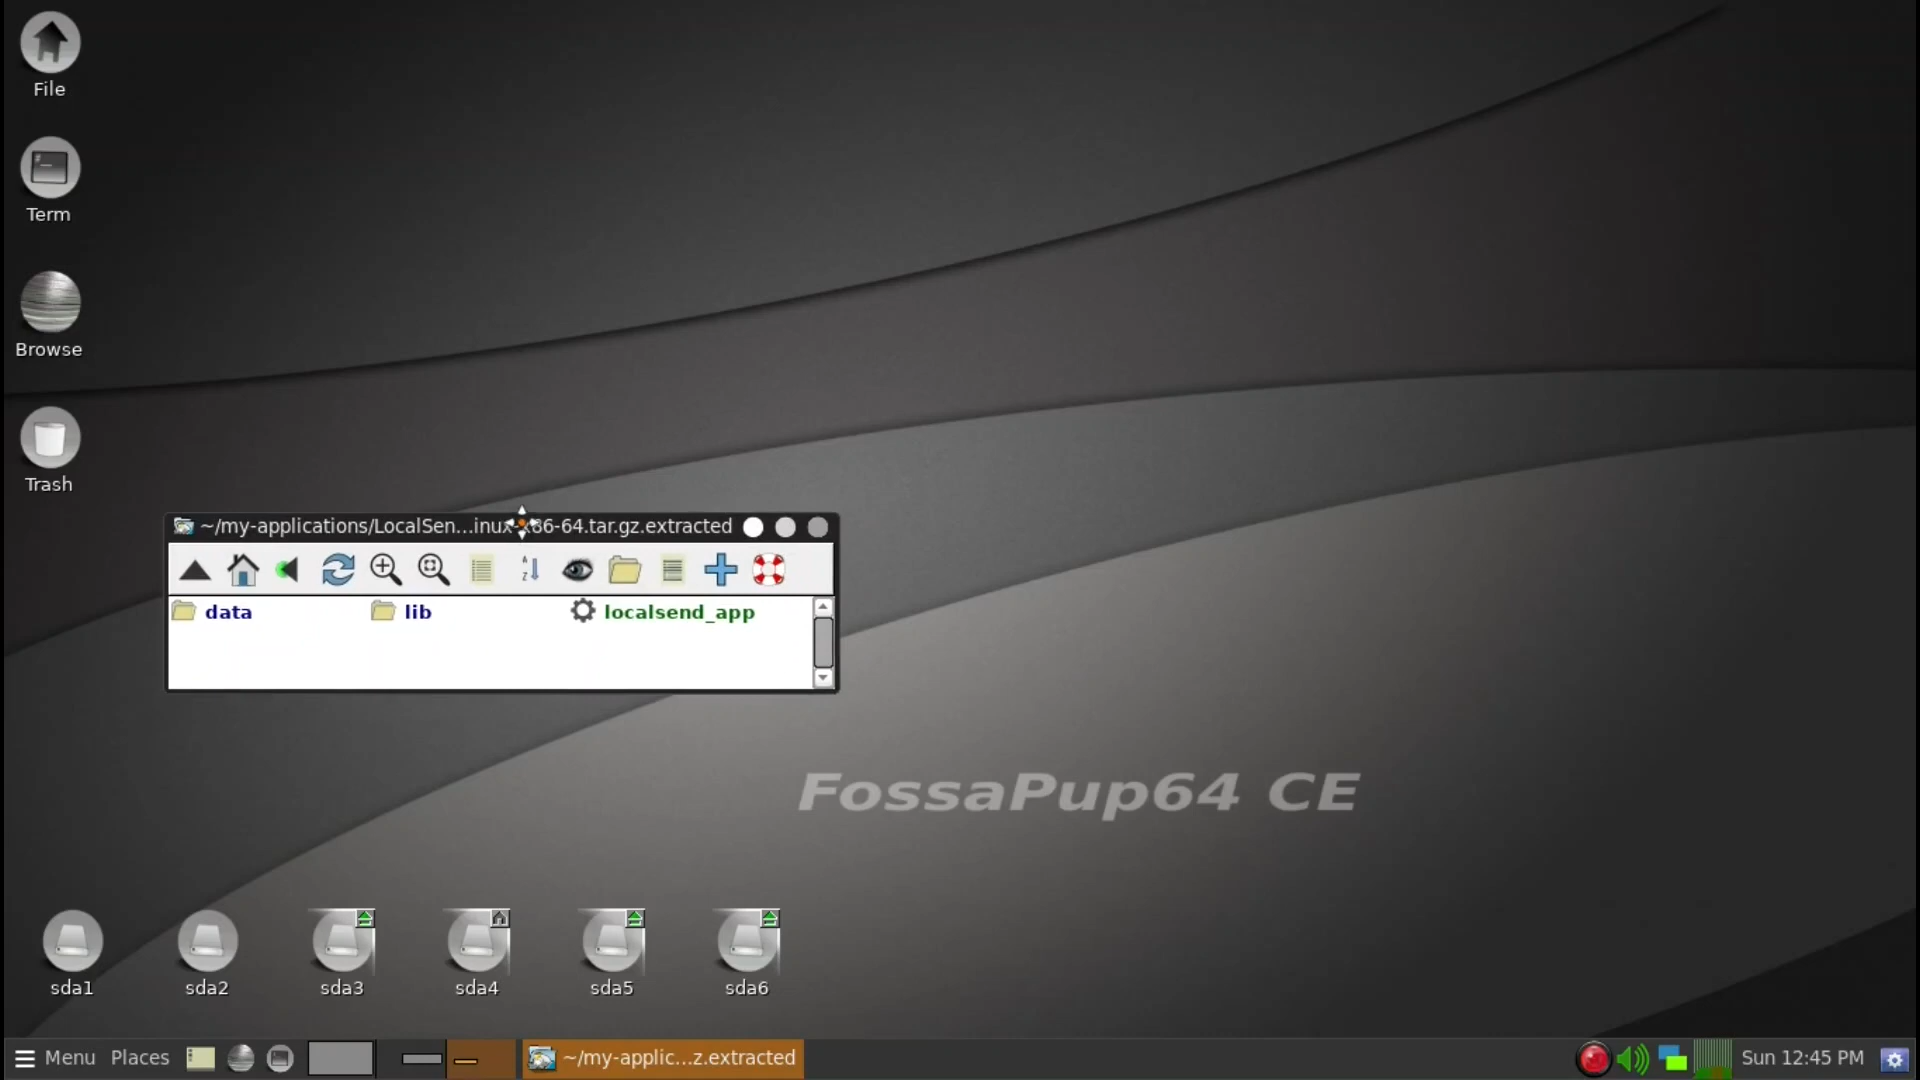 File
Term
Browse
Trash
~/my-applications/LocalSen...inux-x86-64.tar.gz.extracted
data
lib
localsend_app
FossaPup64 CE
sda1
sda2
sda3
sda4
sda5
sda6
Menu
Places
~/my-applic...z.extracted
Sun 12:45 PM